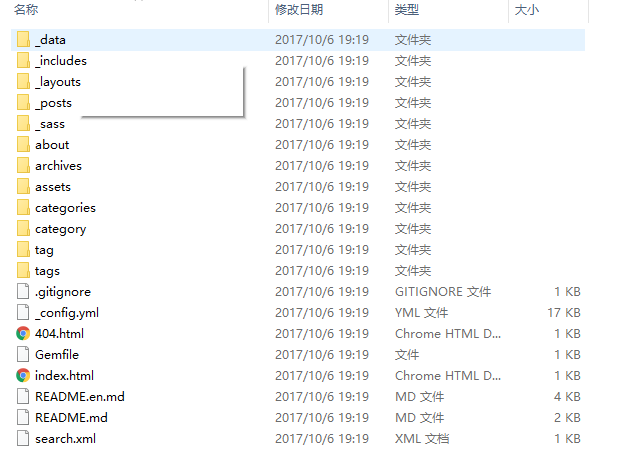 名称 修改日期 类型 大小
_data 2017/10/6 19:19 文件夹
_includes 2017/10/6 19:19 文件夹
_layouts 2017/10/6 19:19 文件夹
_posts 2017/10/6 19:19 文件夹
_sass 2017/10/6 19:19 文件夹
about 2017/10/6 19:19 文件夹
archives 2017/10/6 19:19 文件夹
assets 2017/10/6 19:19 文件夹
categories 2017/10/6 19:19 文件夹
category 2017/10/6 19:19 文件夹
tag 2017/10/6 19:19 文件夹
tags 2017/10/6 19:19 文件夹
.gitignore 2017/10/6 19:19 GITIGNORE 文件 1 KB
_config.yml 2017/10/6 19:19 YML 文件 17 KB
404.html 2017/10/6 19:19 Chrome HTML D... 1 KB
Gemfile 2017/10/6 19:19 文件 1 KB
index.html 2017/10/6 19:19 Chrome HTML D... 1 KB
README.en.md 2017/10/6 19:19 MD 文件 4 KB
README.md 2017/10/6 19:19 MD 文件 2 KB
search.xml 2017/10/6 19:19 XML 文档 1 KB